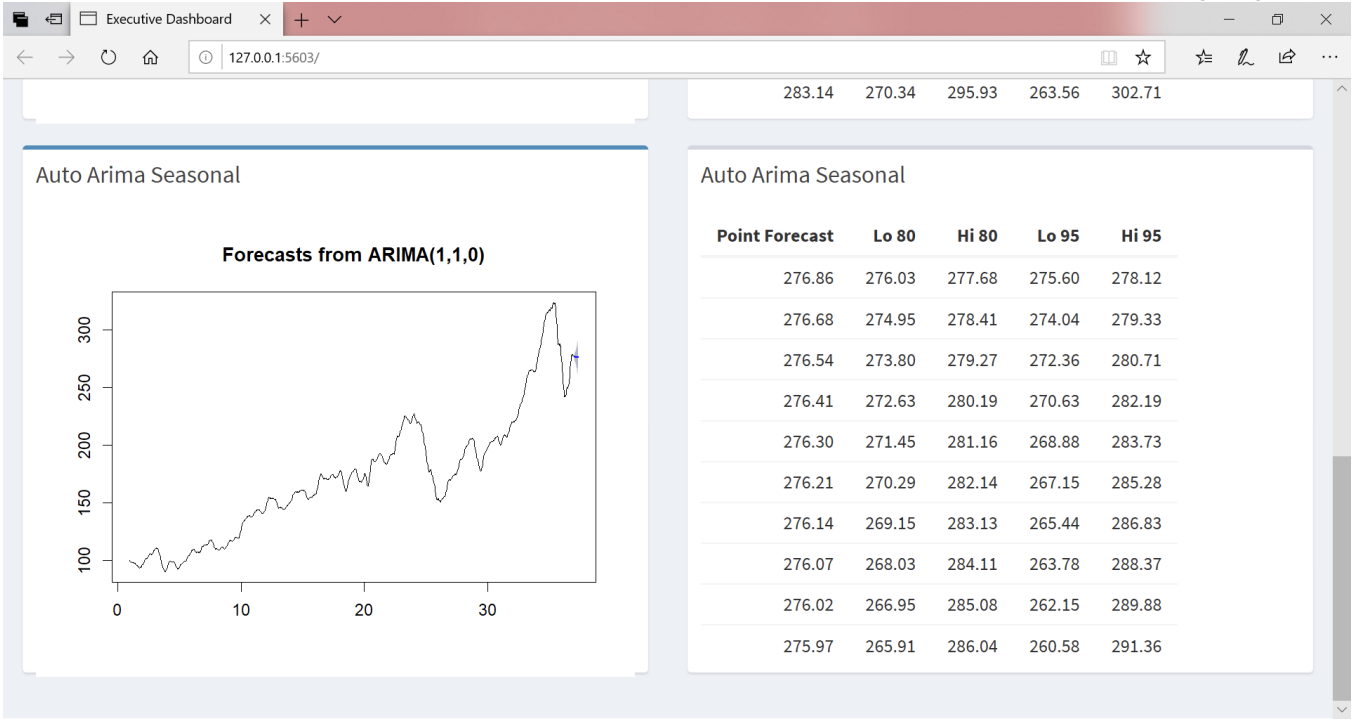 Executive Dashboard
127.0.0.1:5603/
283.14 270.34 295.93 263.56 302.71
Auto Arima Seasonal
Forecasts from ARIMA(1,1,0)
300
250
200
150
100
0 10 20 30
Auto Arima Seasonal
Point Forecast Lo 80 Hi 80 Lo 95 Hi 95
276.86 276.03 277.68 275.60 278.12
276.68 274.95 278.41 274.04 279.33
276.54 273.80 279.27 272.36 280.71
276.41 272.63 280.19 270.63 282.19
276.30 271.45 281.16 268.88 283.73
276.21 270.29 282.14 267.15 285.28
276.14 269.15 283.13 265.44 286.83
276.07 268.03 284.11 263.78 288.37
276.02 266.95 285.08 262.15 289.88
275.97 265.91 286.04 260.58 291.36